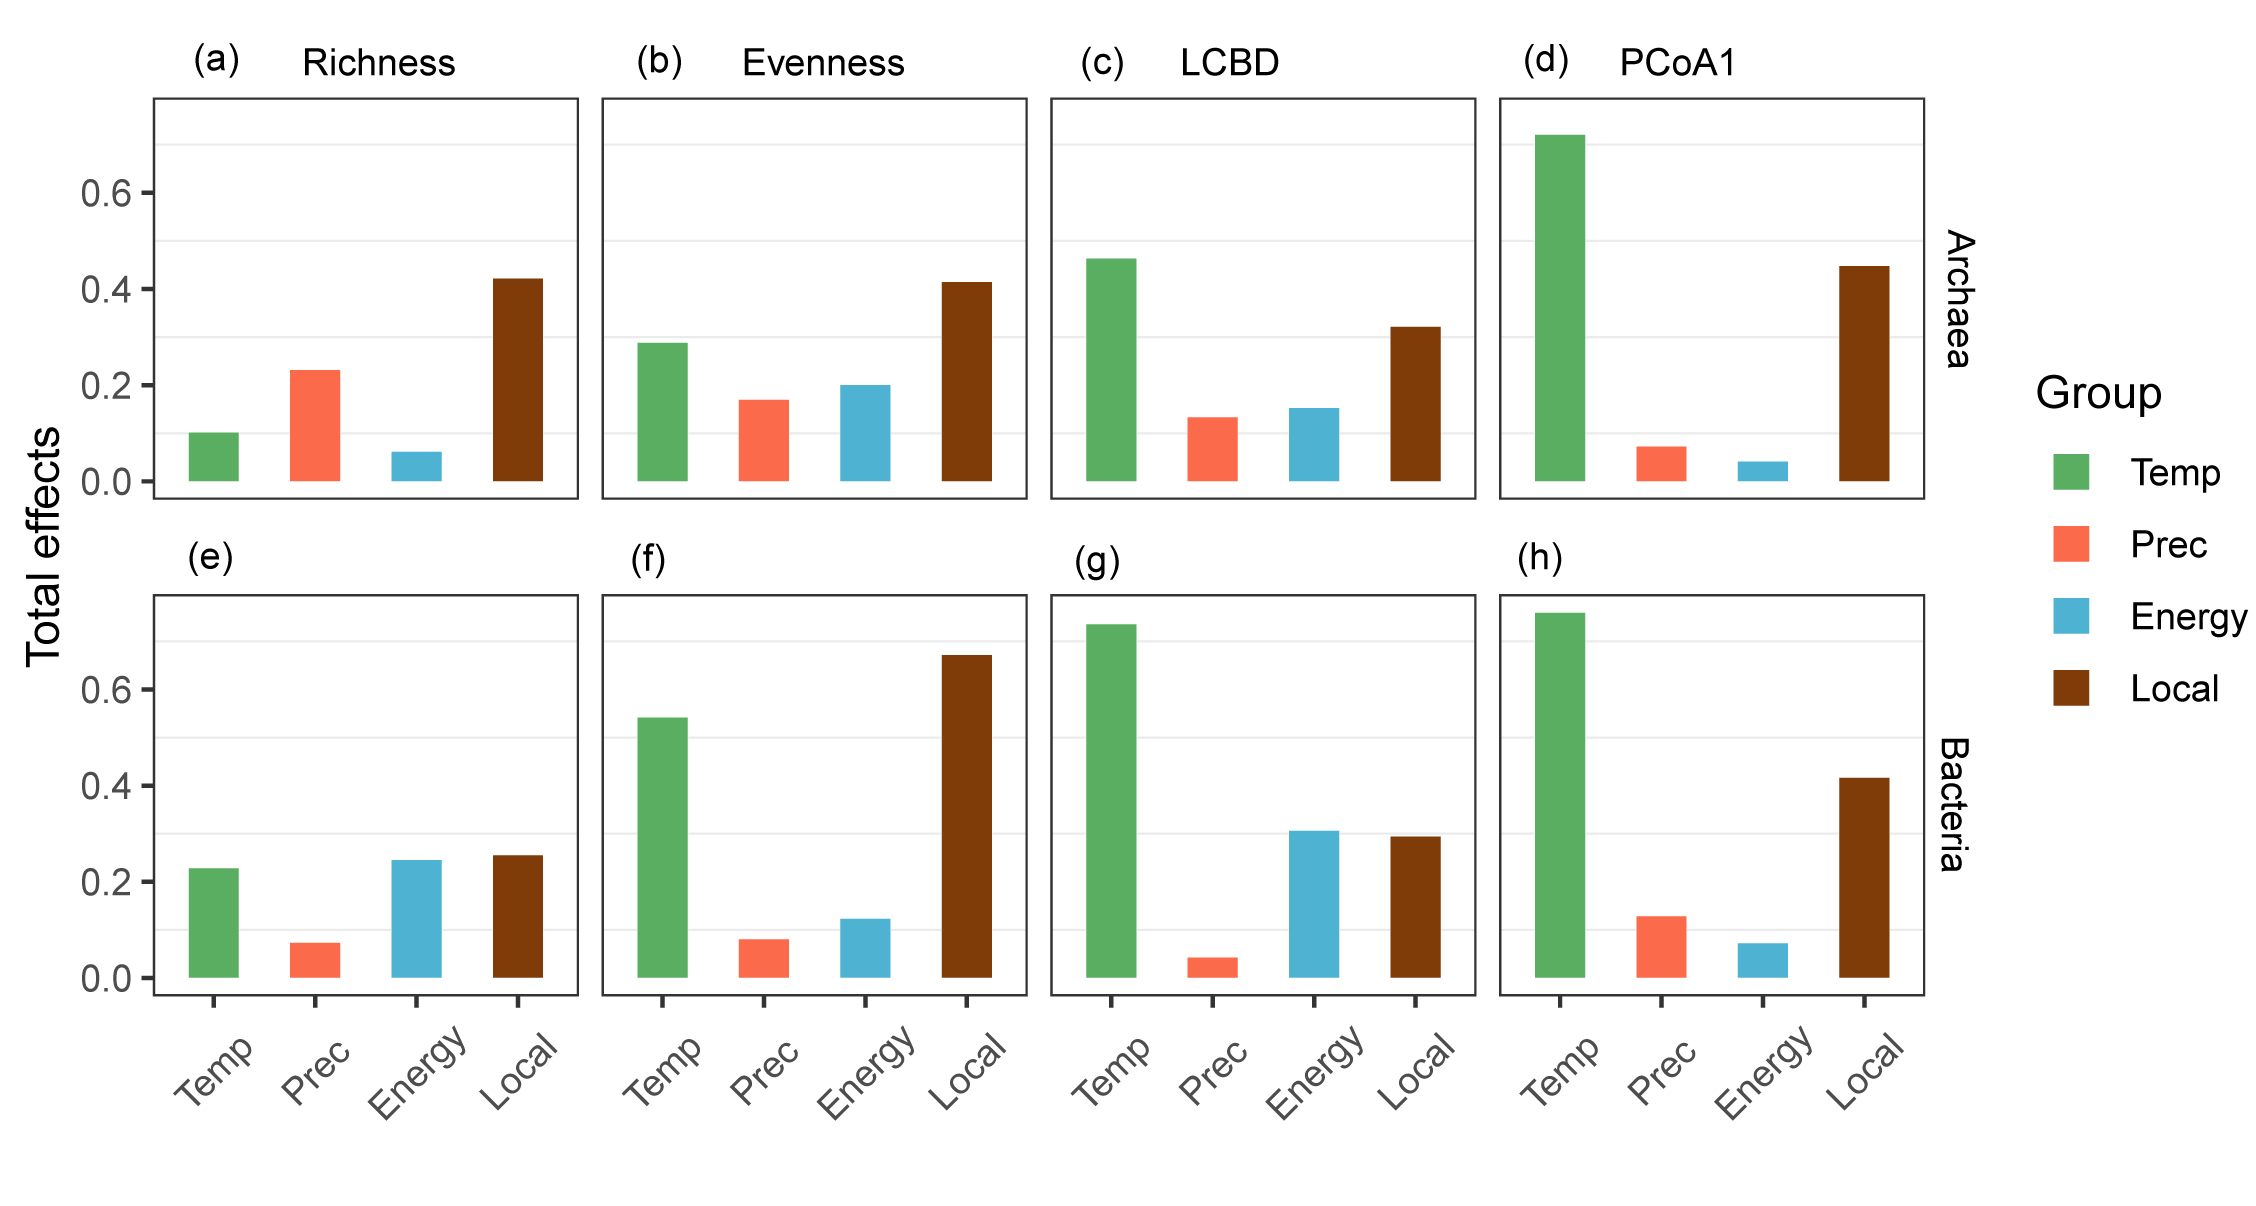 (a) Richness (b) Evenness (c) LCBD (d) PCoA1
0.6
0.4
0.2
0.0
Archaea
Total effects
(e) (f) (g) (h)
0.6
0.4
0.2
0.0
Bacteria
Temp Prec Energy Local Temp Prec Energy Local Temp Prec Energy Local Temp Prec Energy Local
Group
Temp
Prec
Energy
Local